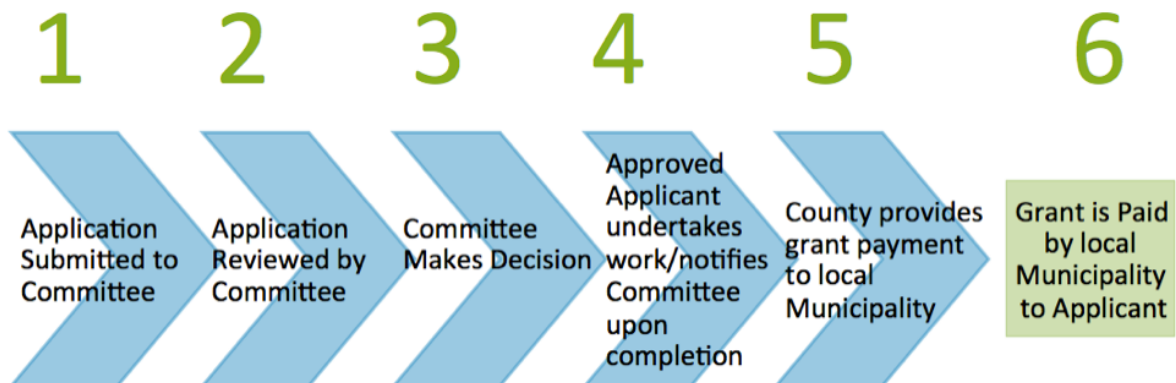 1
2
3
4
5
6
Application
Submitted to
Committee
Application
Reviewed by
Committee
Committee
Makes Decision
Approved
Applicant
undertakes
work/notifies
Committee
upon
completion
County provides
grant payment
to local
Municipality
Grant is Paid
by local
Municipality
to Applicant